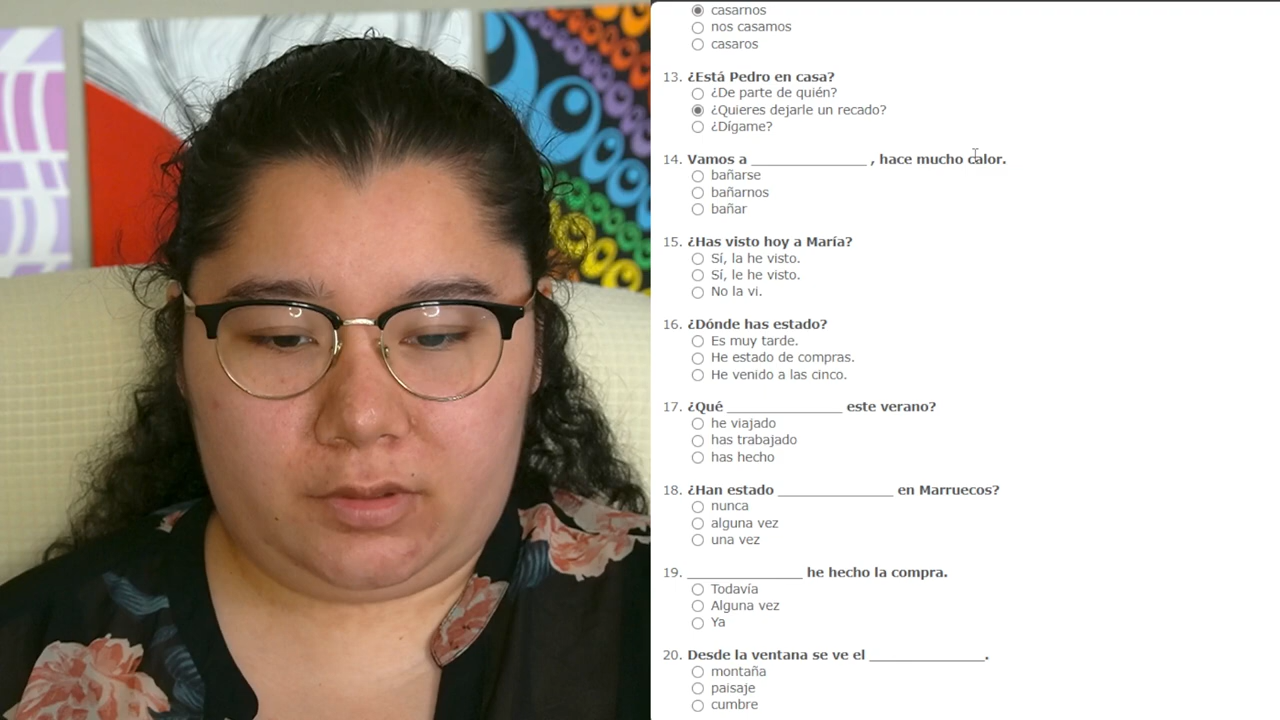 casarnos
nos casamos
casaros
13. ¿Está Pedro en casa?
¿De parte de quién?
¿Quieres dejarle un recado?
¿Dígame?
14. Vamos a ________________ , hace mucho calor.
bañarse
bañarnos
bañar
15. ¿Has visto hoy a María?
Sí, la he visto.
Sí, le he visto.
No la vi.
16. ¿Dónde has estado?
Es muy tarde.
He estado de compras.
He venido a las cinco.
17. ¿Qué ________________ este verano?
he viajado
has trabajado
has hecho
18. ¿Han estado ________________ en Marruecos?
nunca
alguna vez
una vez
19. ________________ he hecho la compra.
Todavía
Alguna vez
Ya
20. Desde la ventana se ve el ________________.
montaña
paisaje
cumbre